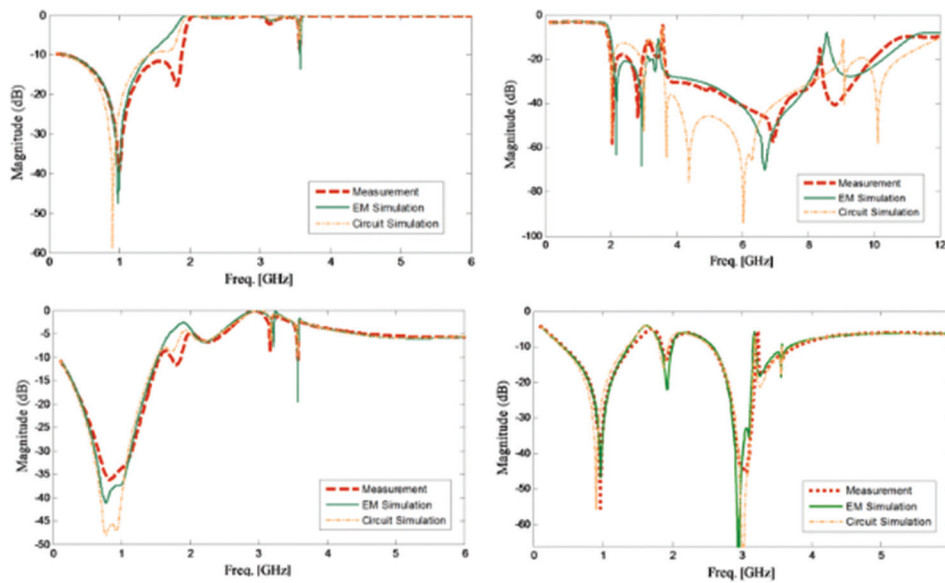 0
-10
-20
-30
-40
-50
-60
Magnitude (dB)
Measurement
EM Simulation
Circuit Simulation
0 1 2 3 4 5 6
Freq. [GHz]
20
0
-20
-40
-60
-80
-100
Magnitude (dB)
Measurement
EM Simulation
Circuit Simulation
0 2 4 6 8 10 12
Freq. [GHz]
0
-5
-10
-15
-20
-25
-30
-35
-40
-45
-50
Magnitude (dB)
Measurement
EM Simulation
Circuit Simulation
0 1 2 3 4 5 6
Freq. [GHz]
0
-10
-20
-30
-40
-50
-60
Magnitude (dB)
Measurement
EM Simulation
Circuit Simulation
0 1 2 3 4 5
Freq. [GHz]